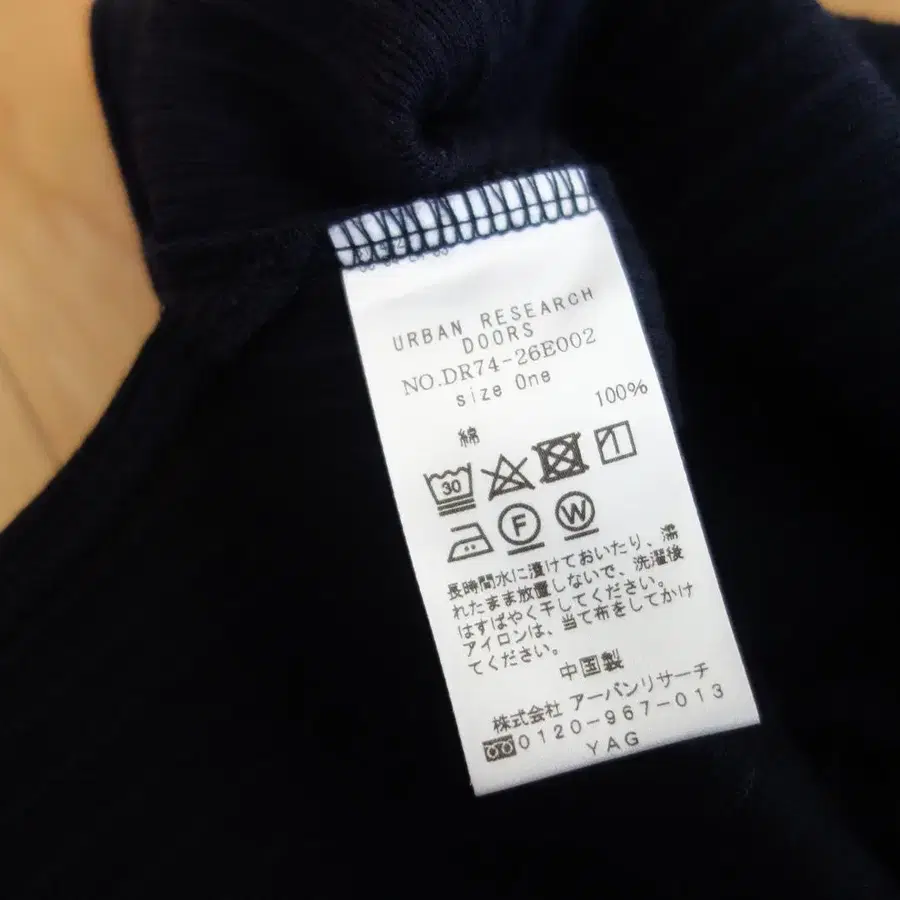 URBAN RESEARCH
DOORS
NO.DR74-26E002
size One
綿 100%
30
F W
長時間水に漬けておいたり、濡
れたまま放置しないで、洗濯後
はすばやく干してください。
アイロンは、当て布をしてかけ
てください。
中国製
株式会社 アーバンリサーチ
0120-967-013
YAG